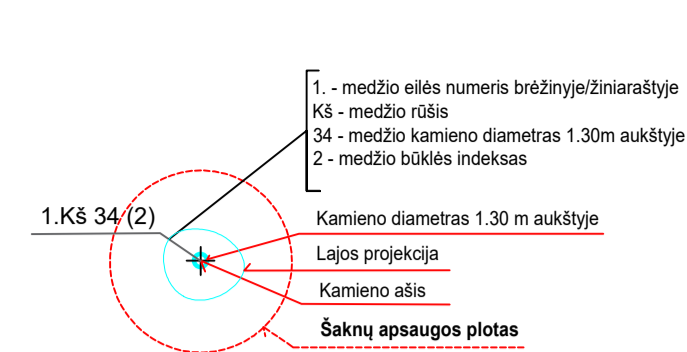 1. - medžio eilės numeris brėžinyje/žiniaraštyje
Kš - medžio rūšis
34 - medžio kamieno diametras 1.30m aukštyje
2 - medžio būklės indeksas
1.Kš 34 (2)
Kamieno diametras 1.30 m aukštyje
Lajos projekcija
Kamieno ašis
Šaknų apsaugos plotas